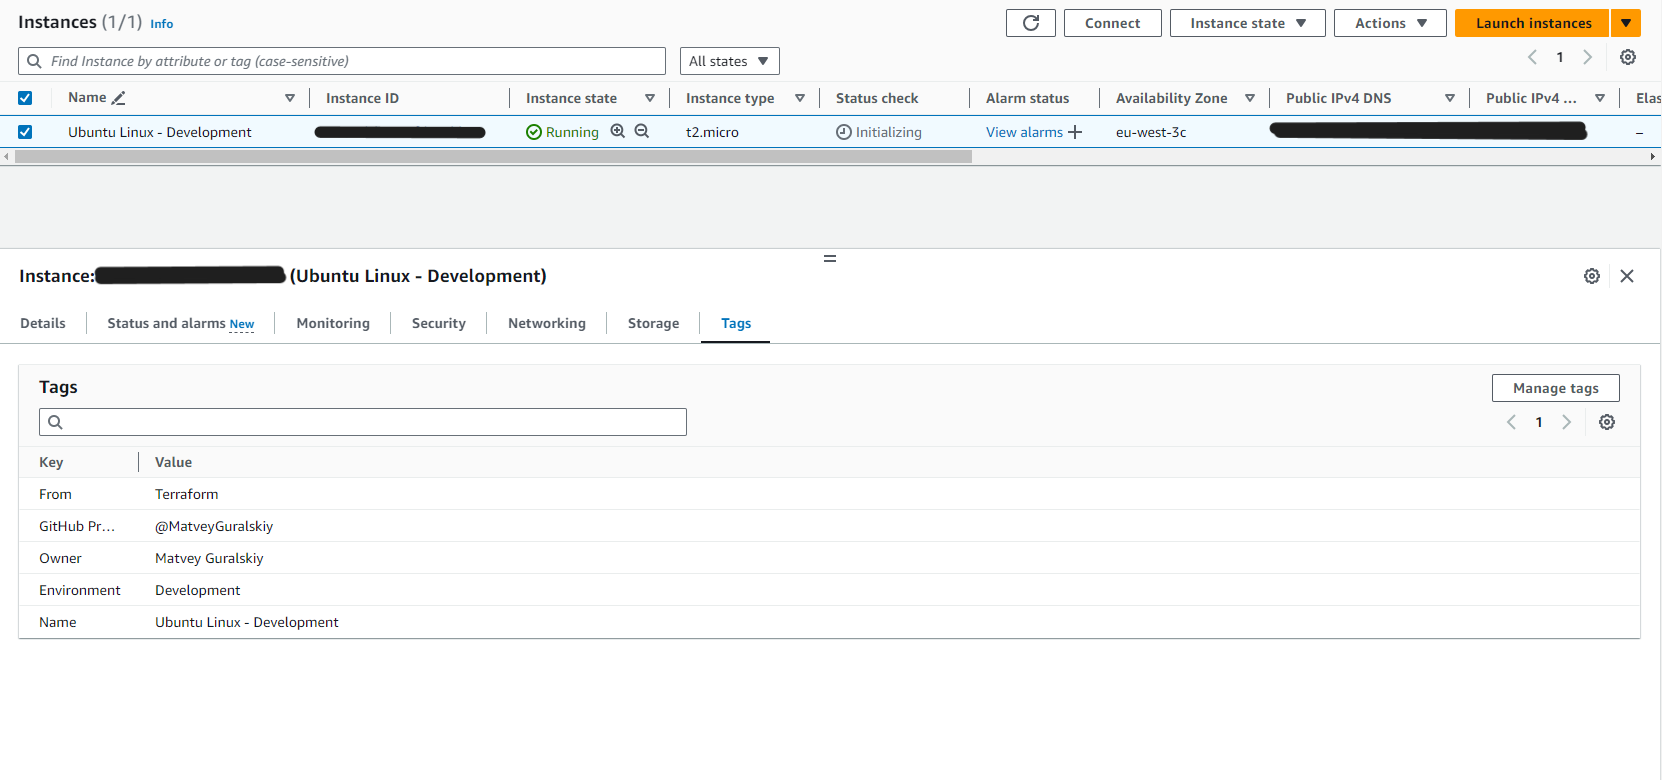 Instances (1/1) Info
Connect
Instance state
Actions
Launch instances
Find Instance by attribute or tag (case-sensitive)
All states
1
Name
Instance ID
Instance state
Instance type
Status check
Alarm status
Availability Zone
Public IPv4 DNS
Public IPv4 ...
Elas
Ubuntu Linux - Development
Running
t2.micro
Initializing
View alarms +
eu-west-3c
–
Instance: (Ubuntu Linux - Development)
Details
Status and alarms New
Monitoring
Security
Networking
Storage
Tags
Tags
Manage tags
1
Key Value
From Terraform
GitHub Pr... @MatveyGuralskiy
Owner Matvey Guralskiy
Environment Development
Name Ubuntu Linux - Development